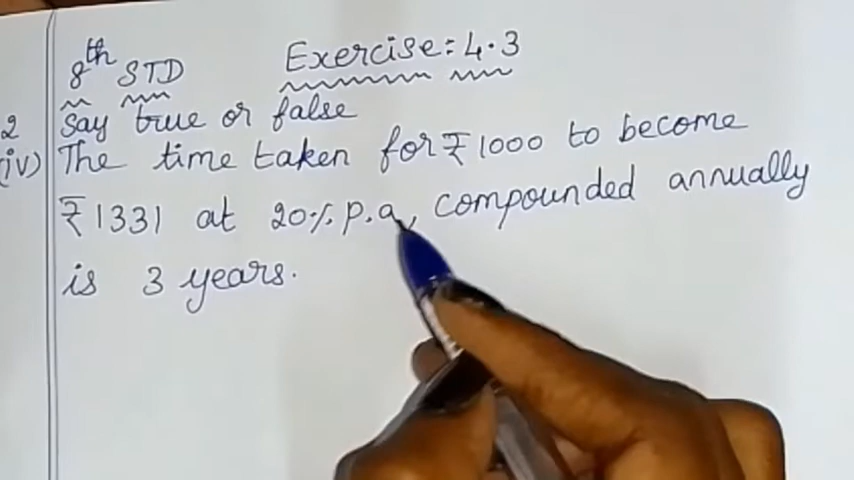 8th STD Exercise: 4.3
2 Say true or false
(iv) The time taken for ₹1000 to become
₹1331 at 20% p.a, compounded annually
is 3 years.